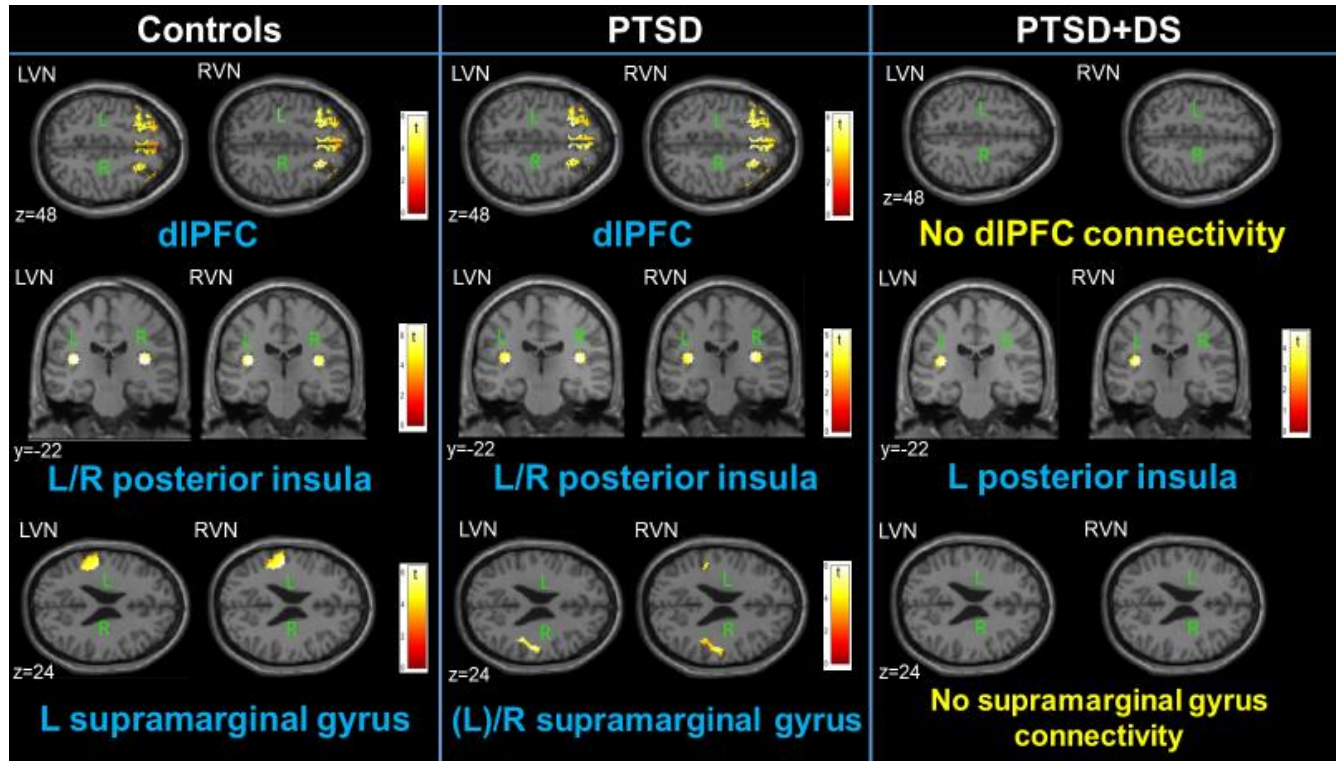 Controls
PTSD
PTSD+DS
LVN
RVN
L
R
L
R
t
z=48
dlPFC
LVN
RVN
L
R
L
R
t
z=48
dlPFC
LVN
RVN
L
R
L
R
z=48
No dlPFC connectivity
LVN
RVN
L
R
L
R
t
y=-22
L/R posterior insula
LVN
RVN
L
R
L
R
t
y=-22
L/R posterior insula
LVN
RVN
L
R
L
R
t
y=-22
L posterior insula
LVN
RVN
L
R
L
R
t
z=24
L supramarginal gyrus
LVN
RVN
L
R
L
R
t
z=24
(L)/R supramarginal gyrus
LVN
RVN
L
R
L
R
z=24
No supramarginal gyrus
connectivity